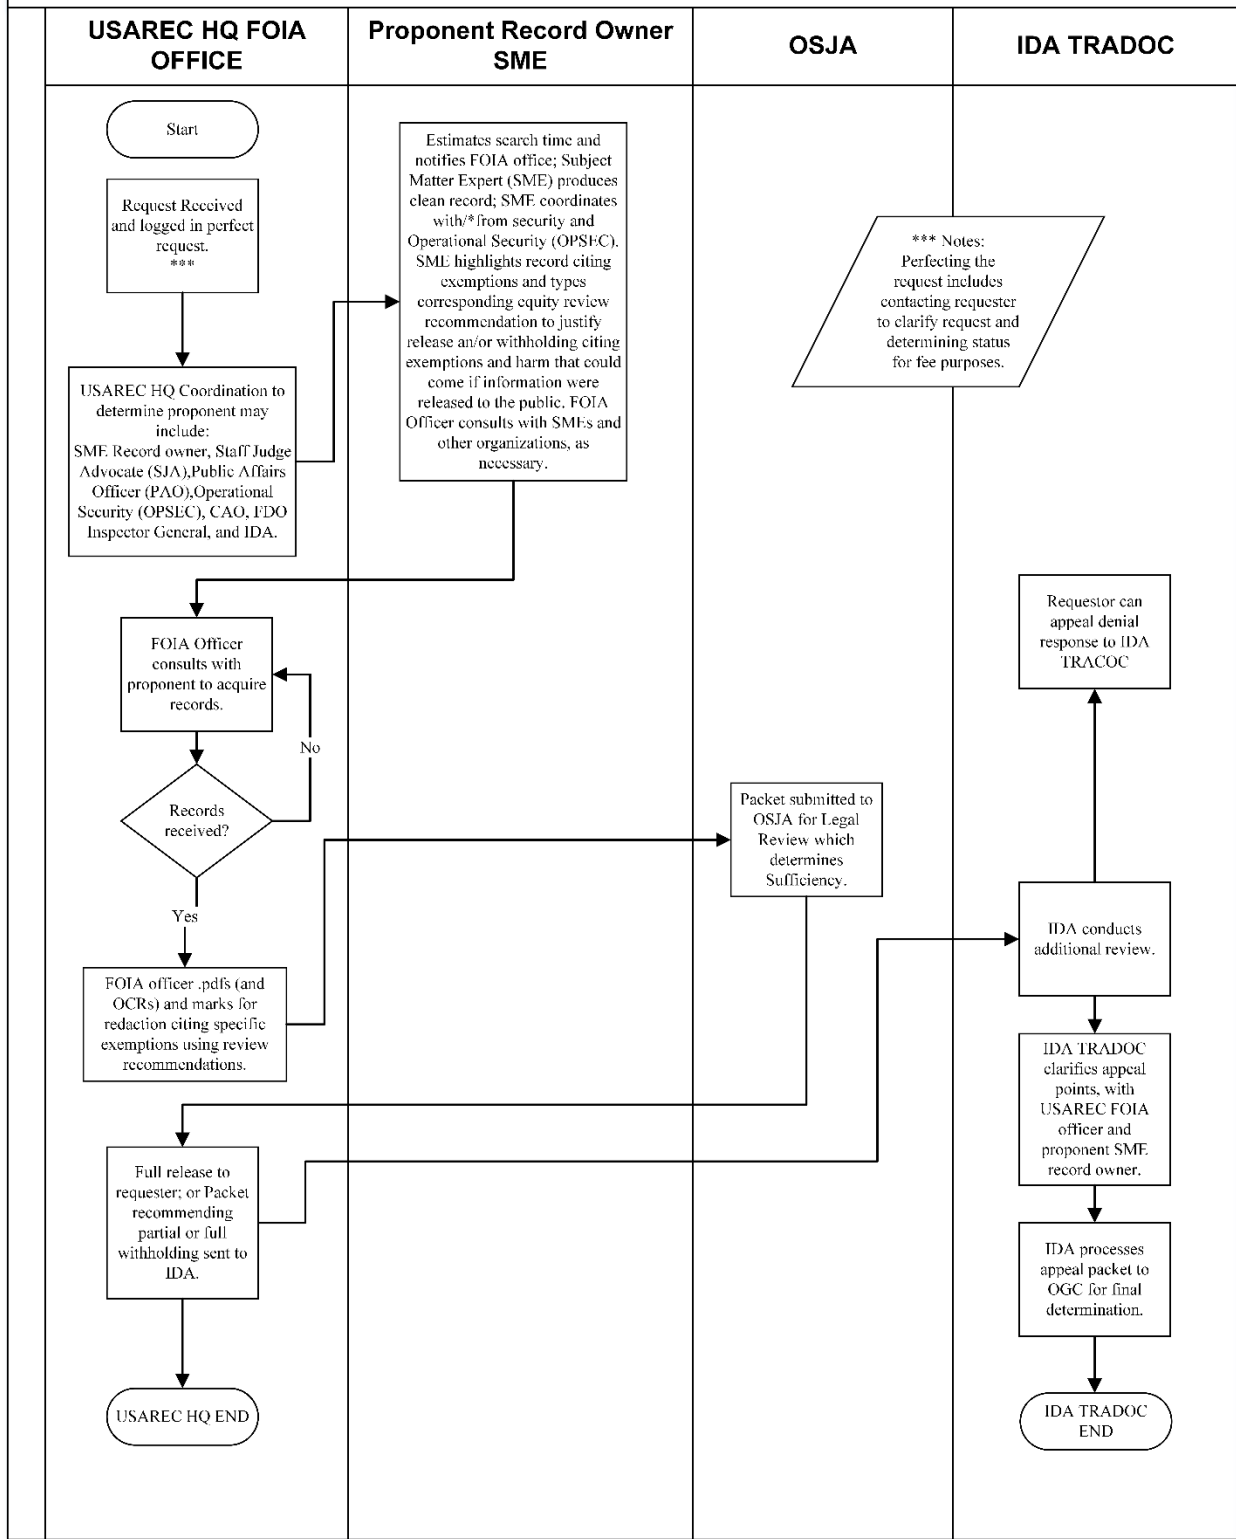 USAREC HQ FOIA
OFFICE
Proponent Record Owner
SME
OSJA
IDA TRADOC
Start
Request Received
and logged in perfect
request.
***
USAREC HQ Coordination to
determine proponent may
include:
SME Record owner, Staff Judge
Advocate (SJA),Public Affairs
Officer (PAO),Operational
Security (OPSEC), CAO, FDO
Inspector General, and IDA.
Estimates search time and
notifies FOIA office; Subject
Matter Expert (SME) produces
clean record; SME coordinates
with/*from security and
Operational Security (OPSEC).
SME highlights record citing
exemptions and types
corresponding equity review
recommendation to justify
release an/or withholding citing
exemptions and harm that could
come if information were
released to the public. FOIA
Officer consults with SMEs and
other organizations, as
necessary.
*** Notes:
Perfecting the
request includes
contacting requester
to clarify request and
determining status
for fee purposes.
FOIA Officer
consults with
proponent to acquire
records.
No
Records
received?
Yes
FOIA officer .pdfs (and
OCRs) and marks for
redaction citing specific
exemptions using review
recommendations.
Packet submitted to
OSJA for Legal
Review which
determines
Sufficiency.
Full release to
requester; or Packet
recommending
partial or full
withholding sent to
IDA.
USAREC HQ END
Requestor can
appeal denial
response to IDA
TRACOC
IDA conducts
additional review.
IDA TRADOC
clarifies appeal
points, with
USAREC FOIA
officer and
proponent SME
record owner.
IDA processes
appeal packet to
OGC for final
determination.
IDA TRADOC
END